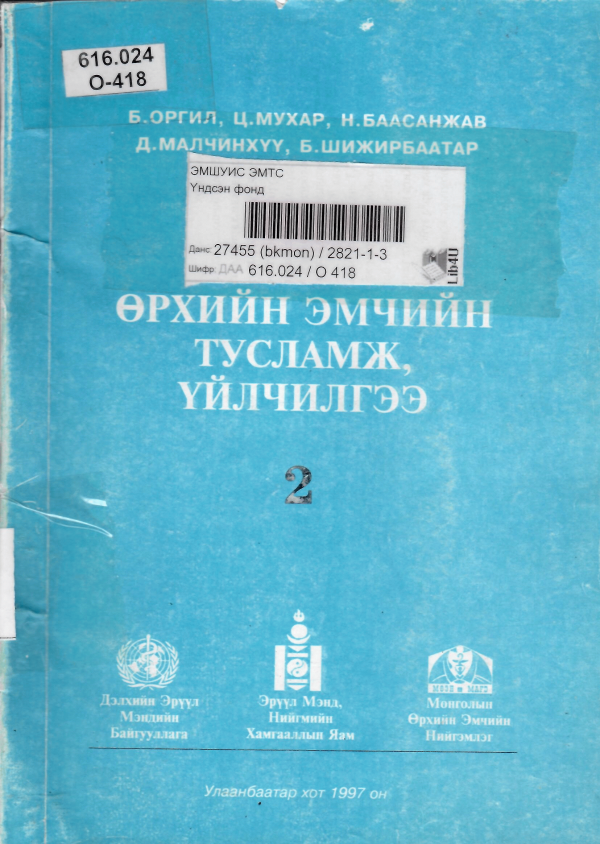 616.024
О-418
Б.ОРГИЛ, Ц.МУХАР, Н.БААСАНЖАВ
Д.МАЛЧИНХҮҮ, Б.ШИЖИРБААТАР
ЭМШУИС ЭМТС
Үндсэн фонд
Данс: 27455 (bkmon) / 2821-1-3
Шифр: ДАА 616.024 / О 418
Lib4U
ӨРХИЙН ЭМЧИЙН
ТУСЛАМЖ,
ҮЙЛЧИЛГЭЭ
2
Дэлхийн Эрүүл
Мэндийн
Байгууллага
Эрүүл Мэнд,
Нийгмийн
Хамгааллын Яам
Монголын
Өрхийн Эмчийн
Нийгэмлэг
Улаанбаатар хот 1997 он